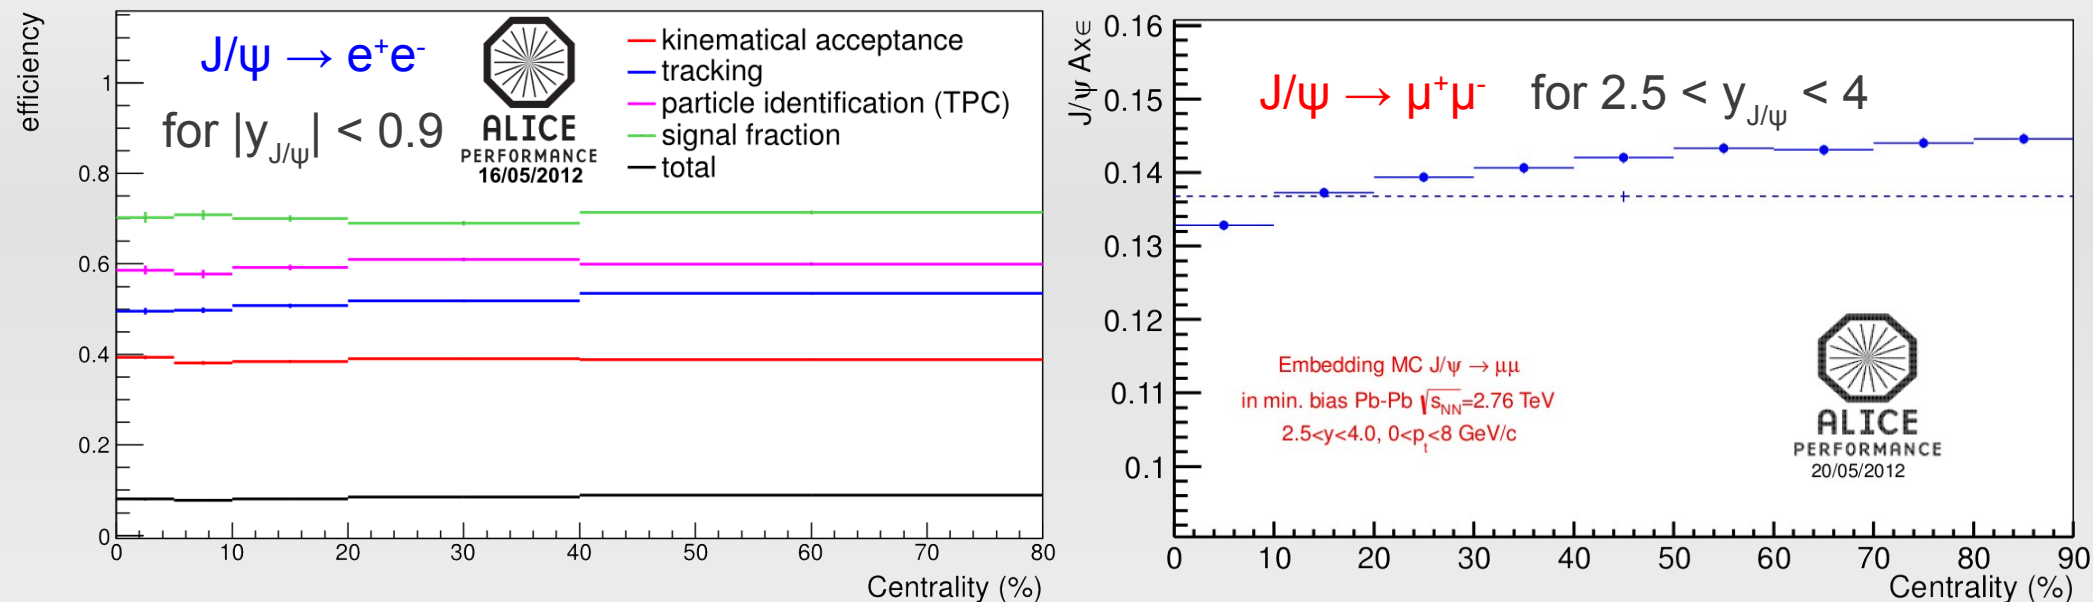 efficiency
J/ψ → e⁺e⁻
for |y_J/ψ| < 0.9
ALICE
PERFORMANCE
16/05/2012
kinematical acceptance
tracking
particle identification (TPC)
signal fraction
total
1
0.8
0.6
0.4
0.2
0
0 10 20 30 40 50 60 70 80
Centrality (%)
J/ψ Ax∈
J/ψ → μ⁺μ⁻ for 2.5 < y_J/ψ < 4
0.16
0.15
0.14
0.13
0.12
0.11
0.1
Embedding MC J/ψ → μμ
in min. bias Pb-Pb √s_NN=2.76 TeV
2.5<y<4.0, 0<p_t<8 GeV/c
ALICE
PERFORMANCE
20/05/2012
0 10 20 30 40 50 60 70 80 90
Centrality (%)